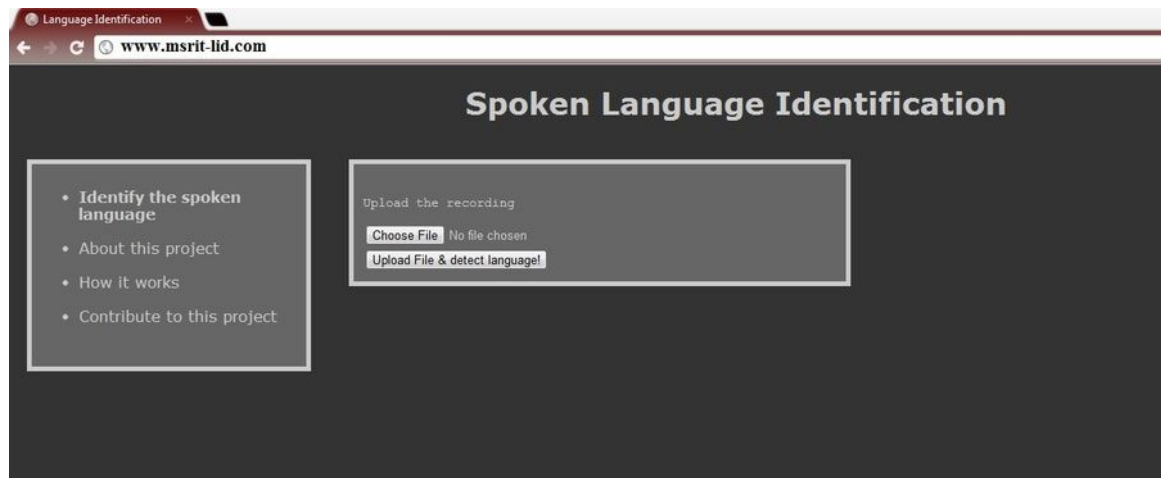 Language Identification
www.msrit-lid.com
Spoken Language Identification
• Identify the spoken
language
• About this project
• How it works
• Contribute to this project
Upload the recording
Choose File No file chosen
Upload File & detect language!